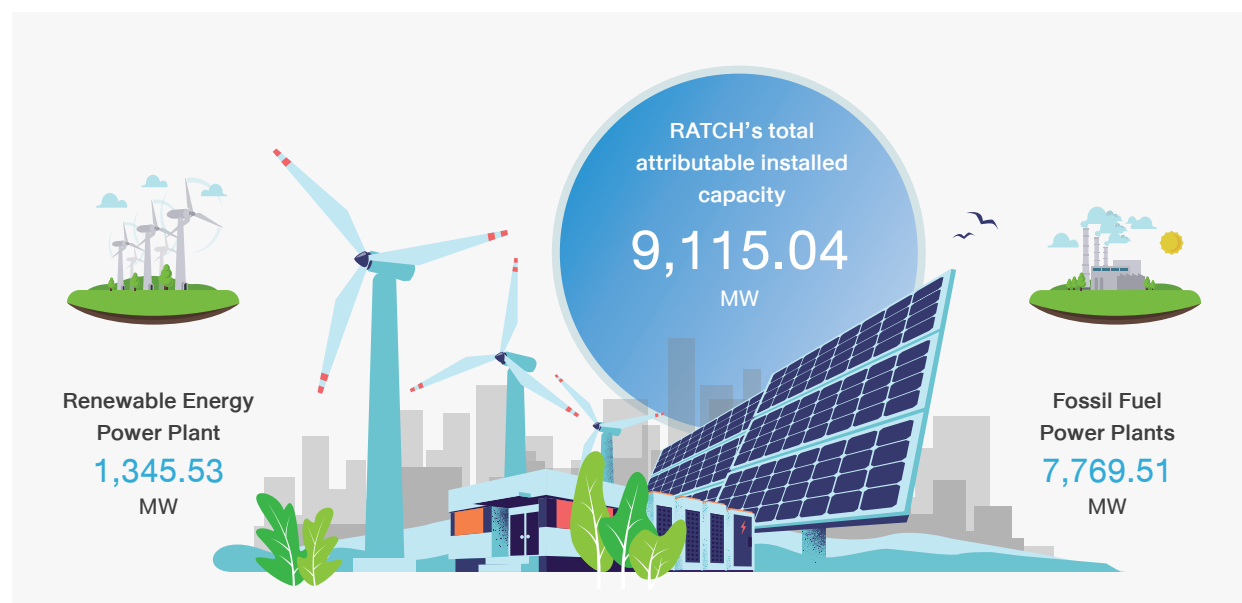 RATCH's total
attributable installed
capacity
9,115.04
MW
Renewable Energy
Power Plant
1,345.53
MW
Fossil Fuel
Power Plants
7,769.51
MW